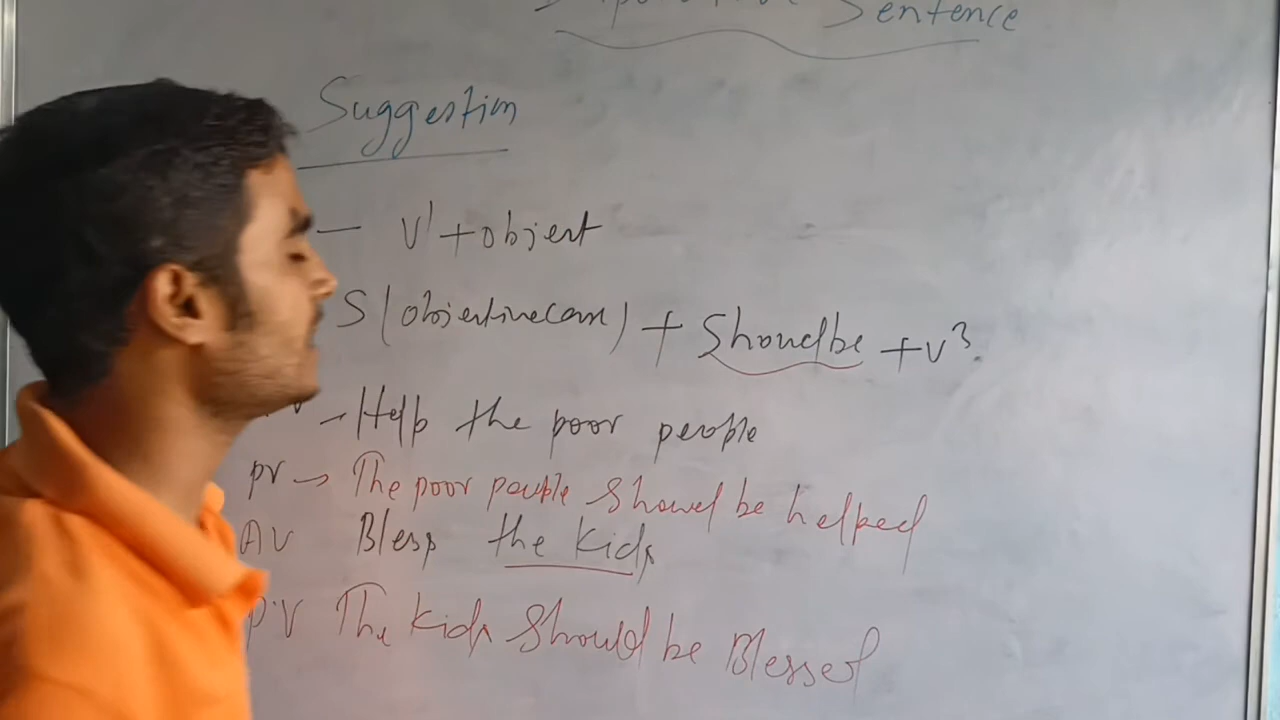 Sentence
Suggestion
— V¹ + object
S (objective case) + Should be + V³.
→ Help the poor people
PV → The poor people should be helped
AV Bless the kids
PV The kids should be Blessed